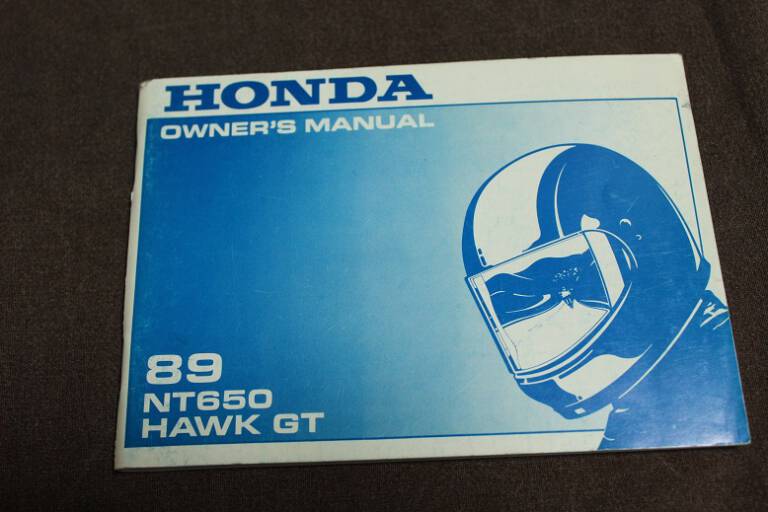 HONDA
OWNER'S MANUAL
89
NT650
HAWK GT